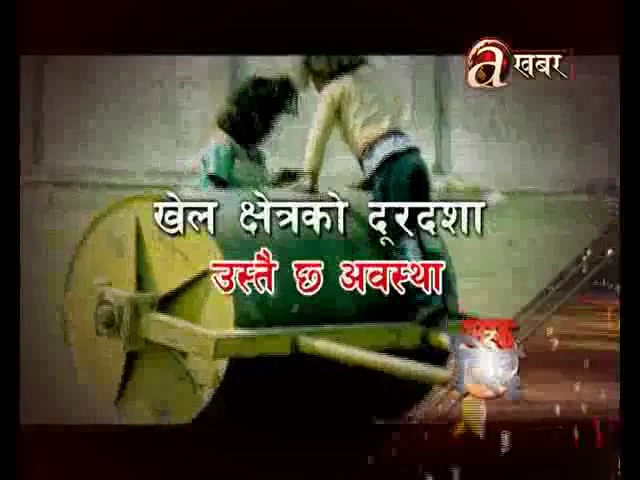 a खबर
खेल क्षेत्रको दूरदशा
उस्तै छ अवस्था